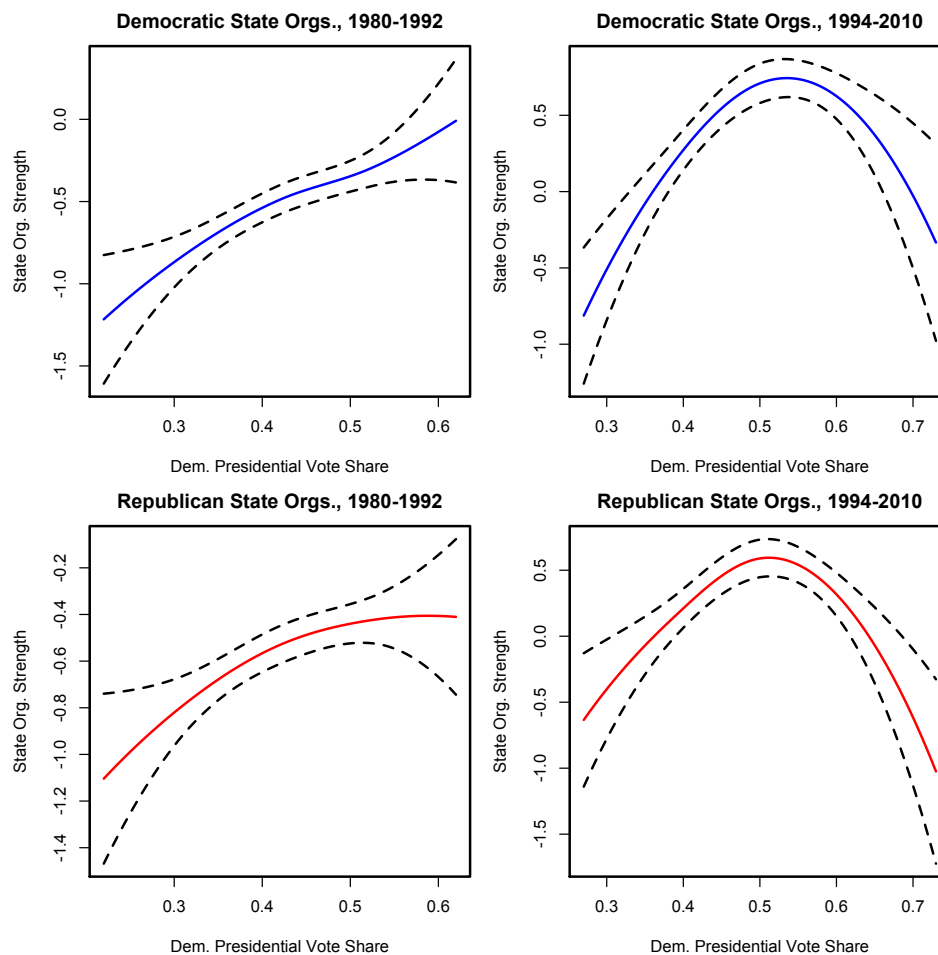 Democratic State Orgs., 1980-1992
State Org. Strength
0.0
-0.5
-1.0
-1.5
0.3 0.4 0.5 0.6
Dem. Presidential Vote Share
Democratic State Orgs., 1994-2010
State Org. Strength
0.5
0.0
-0.5
-1.0
0.3 0.4 0.5 0.6 0.7
Dem. Presidential Vote Share
Republican State Orgs., 1980-1992
State Org. Strength
-0.2
-0.4
-0.6
-0.8
-1.0
-1.2
-1.4
0.3 0.4 0.5 0.6
Dem. Presidential Vote Share
Republican State Orgs., 1994-2010
State Org. Strength
0.5
0.0
-0.5
-1.0
-1.5
0.3 0.4 0.5 0.6 0.7
Dem. Presidential Vote Share